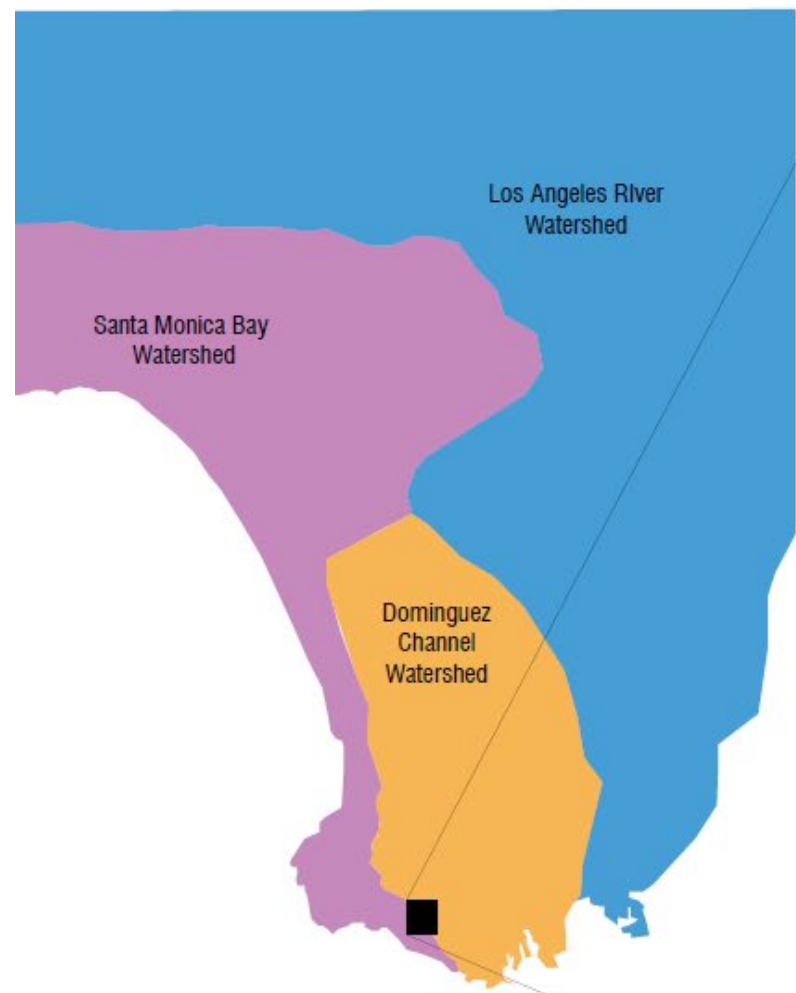 Los Angeles RIver
Watershed
Santa Monica Bay
Watershed
Dominguez
Channel
Watershed